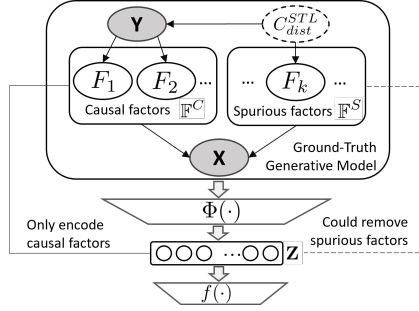 Y
C_{dist}^{STL}
F_1 F_2 ...
... F_k ...
Causal factors 𝔽^C
Spurious factors 𝔽^S
X
Ground-Truth
Generative Model
Φ(·)
Only encode
causal factors
Could remove
spurious factors
... Z
f(·)